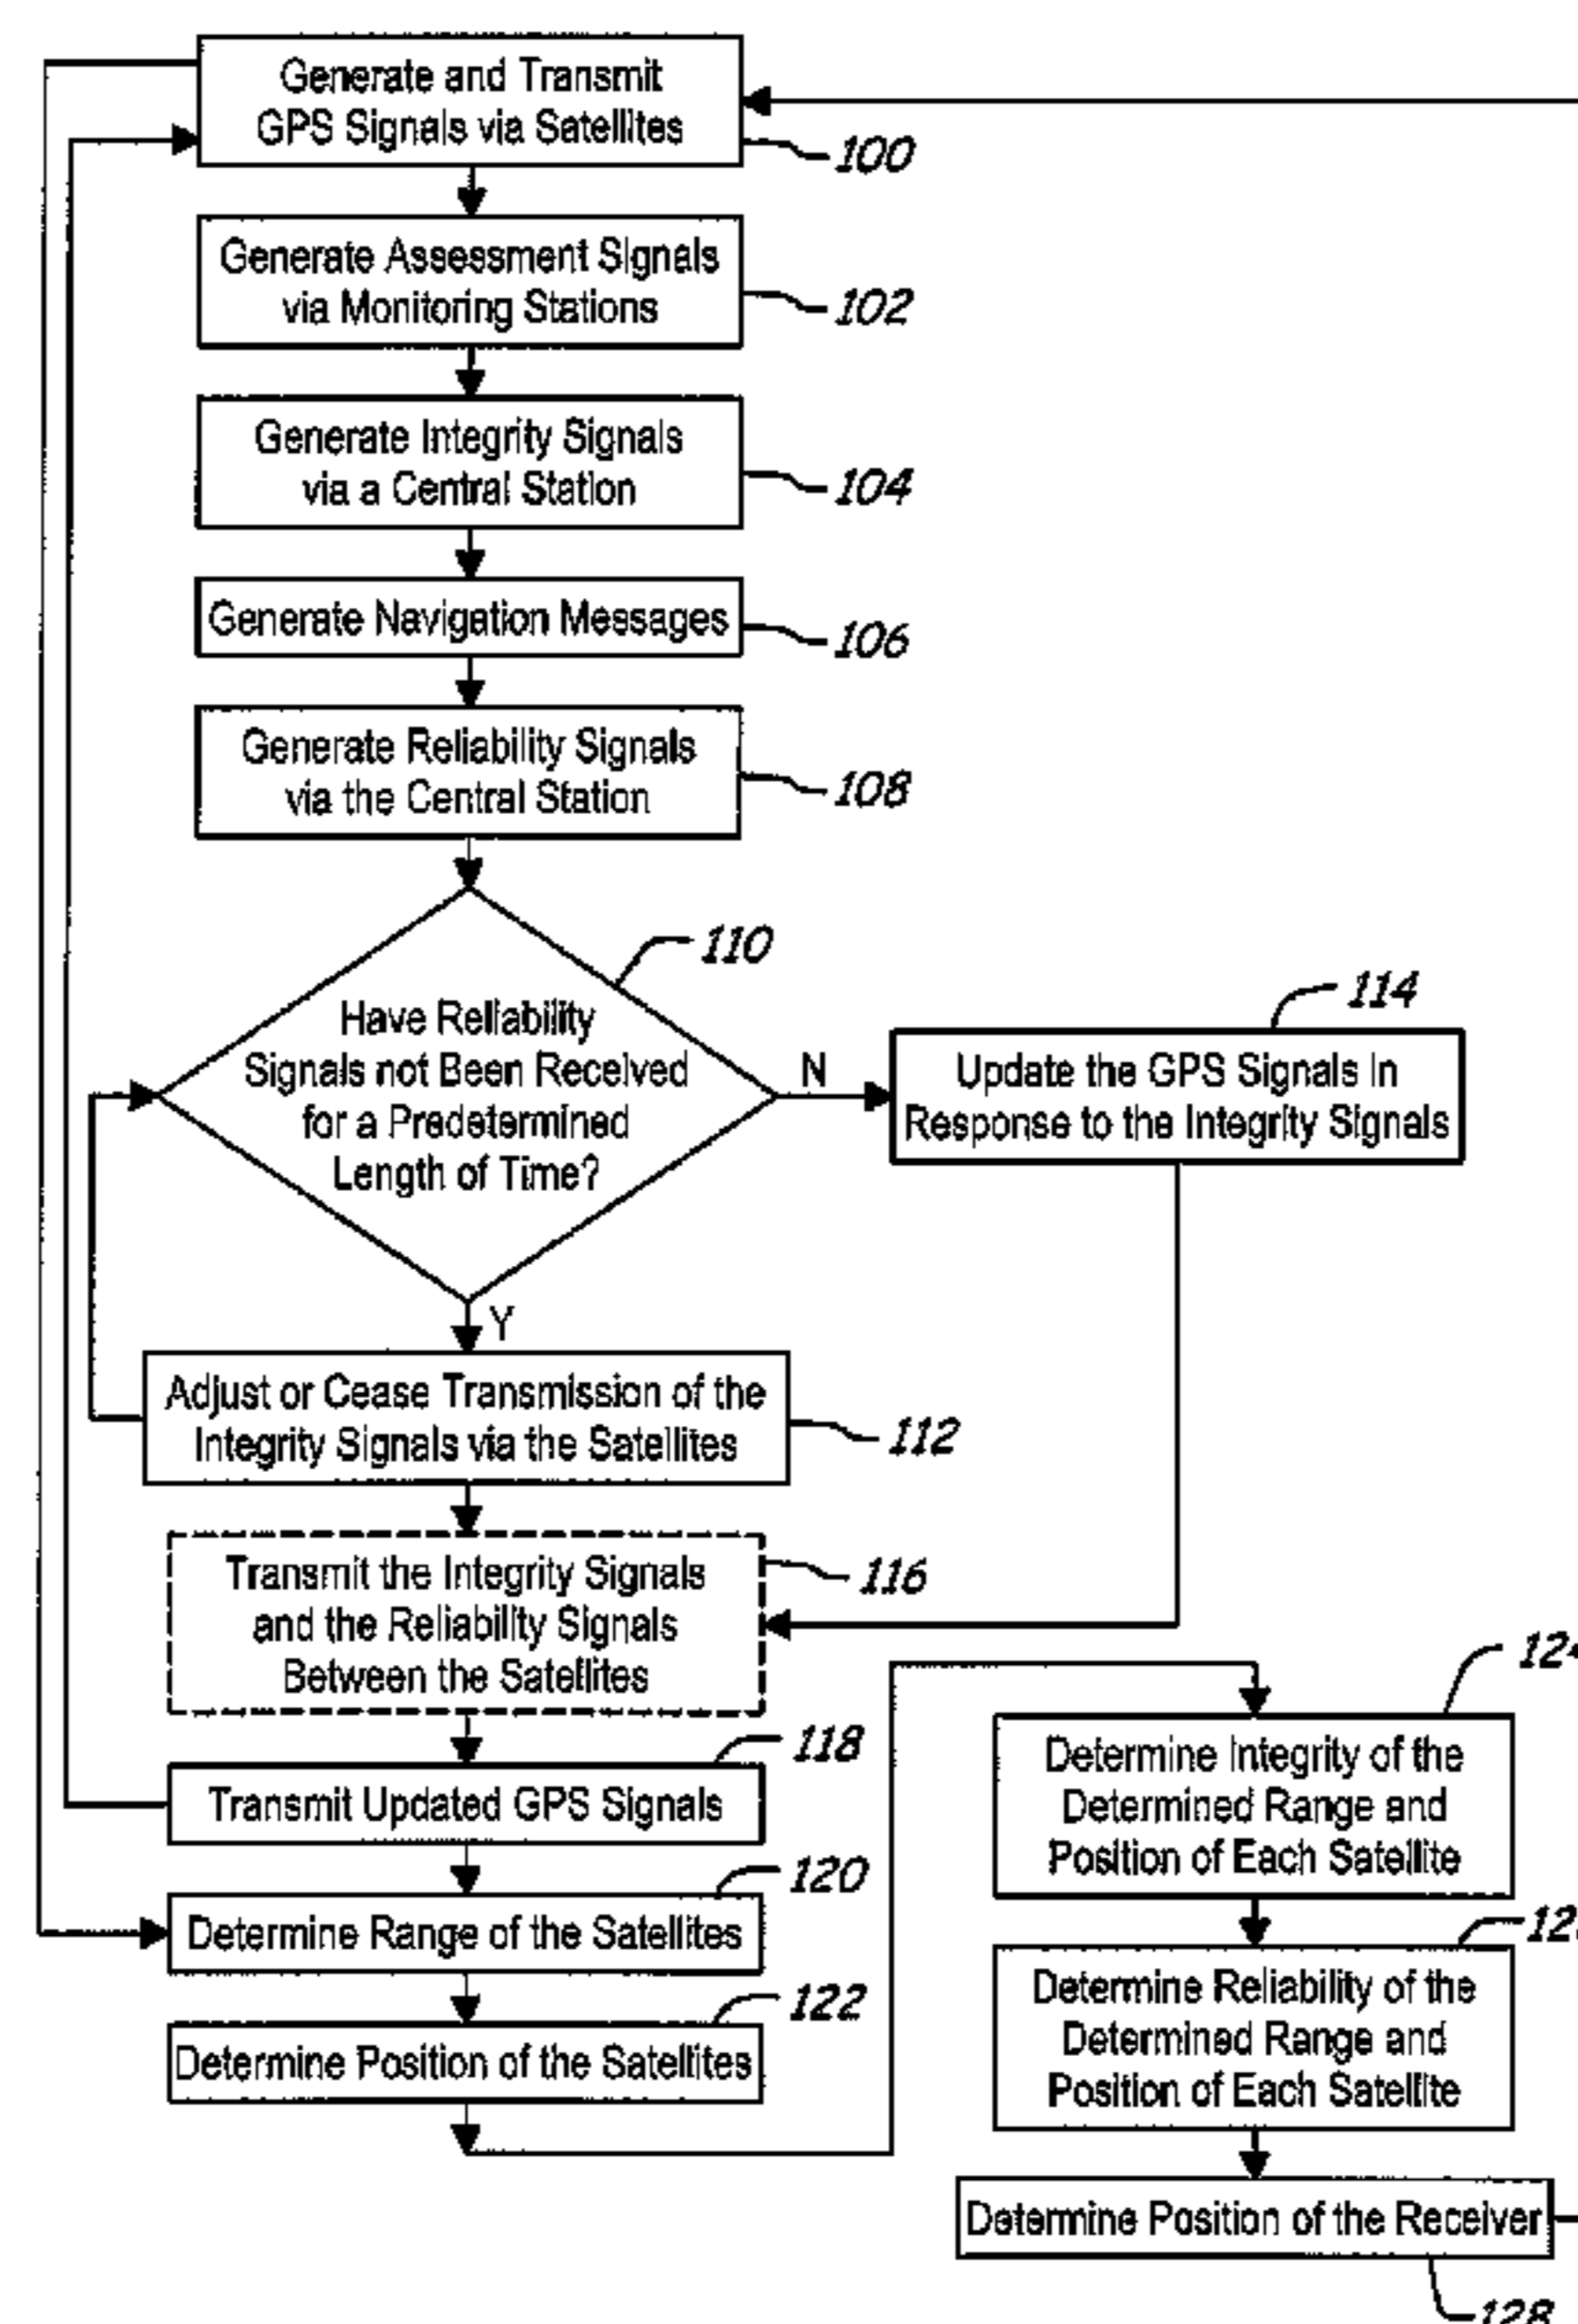 Generate and Transmit
GPS Signals via Satellites
100
Generate Assessment Signals
via Monitoring Stations
102
Generate Integrity Signals
via a Central Station
104
Generate Navigation Messages
106
Generate Reliability Signals
via the Central Station
108
110
Have Reliability
Signals not Been Received
for a Predetermined
Length of Time?
N
Y
114
Update the GPS Signals In
Response to the Integrity Signals
Adjust or Cease Transmission of the
Integrity Signals via the Satellites
112
Transmit the Integrity Signals
and the Reliability Signals
Between the Satellites
116
118
Transmit Updated GPS Signals
120
Determine Range of the Satellites
122
Determine Position of the Satellites
Determine Integrity of the
Determined Range and
Position of Each Satellite
Determine Reliability of the
Determined Range and
Position of Each Satellite
Determine Position of the Receiver
128